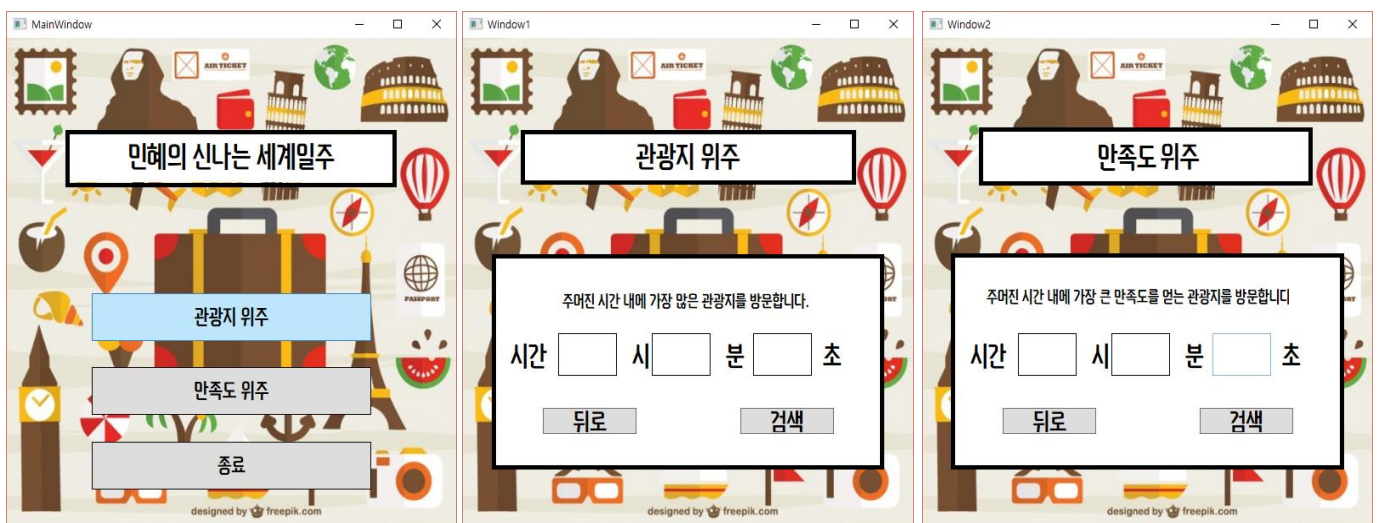 MainWindow
AIR TICKET
민혜의 신나는 세계일주
PASSPORT
관광지 위주
만족도 위주
종료
designed by freepik.com
Window1
AIR TICKET
관광지 위주
주머진 시간 내에 가장 많은 관광지를 방문합니다.
시간 시 분 초
뒤로 검색
designed by freepik.com
Window2
AIR TICKET
만족도 위주
주머진 시간 내에 가장 큰 만족도를 얻는 관광지를 방문합니디
시간 시 분 초
뒤로 검색
designed by freepik.com